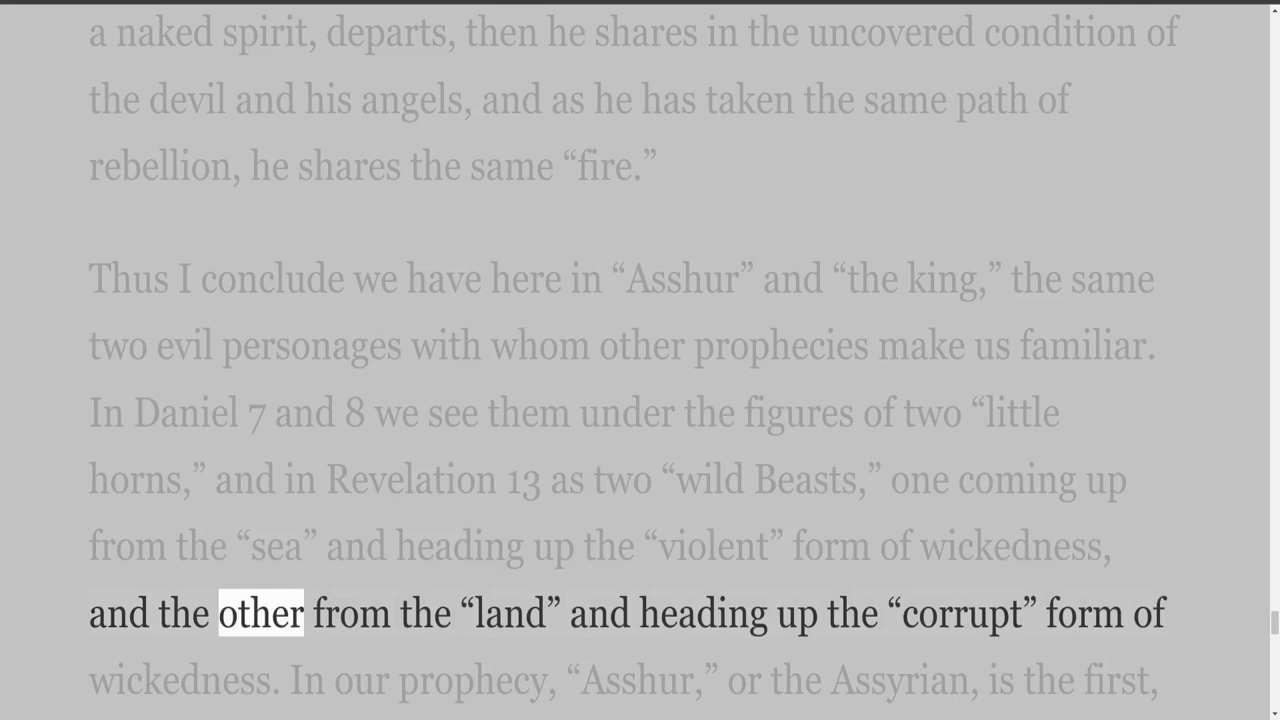 a naked spirit, departs, then he shares in the uncovered condition of
the devil and his angels, and as he has taken the same path of
rebellion, he shares the same “fire.”
Thus I conclude we have here in “Asshur” and “the king,” the same
two evil personages with whom other prophecies make us familiar.
In Daniel 7 and 8 we see them under the figures of two “little
horns,” and in Revelation 13 as two “wild Beasts,” one coming up
from the “sea” and heading up the “violent” form of wickedness,
and the other from the “land” and heading up the “corrupt” form of
wickedness. In our prophecy, “Asshur,” or the Assyrian, is the first,